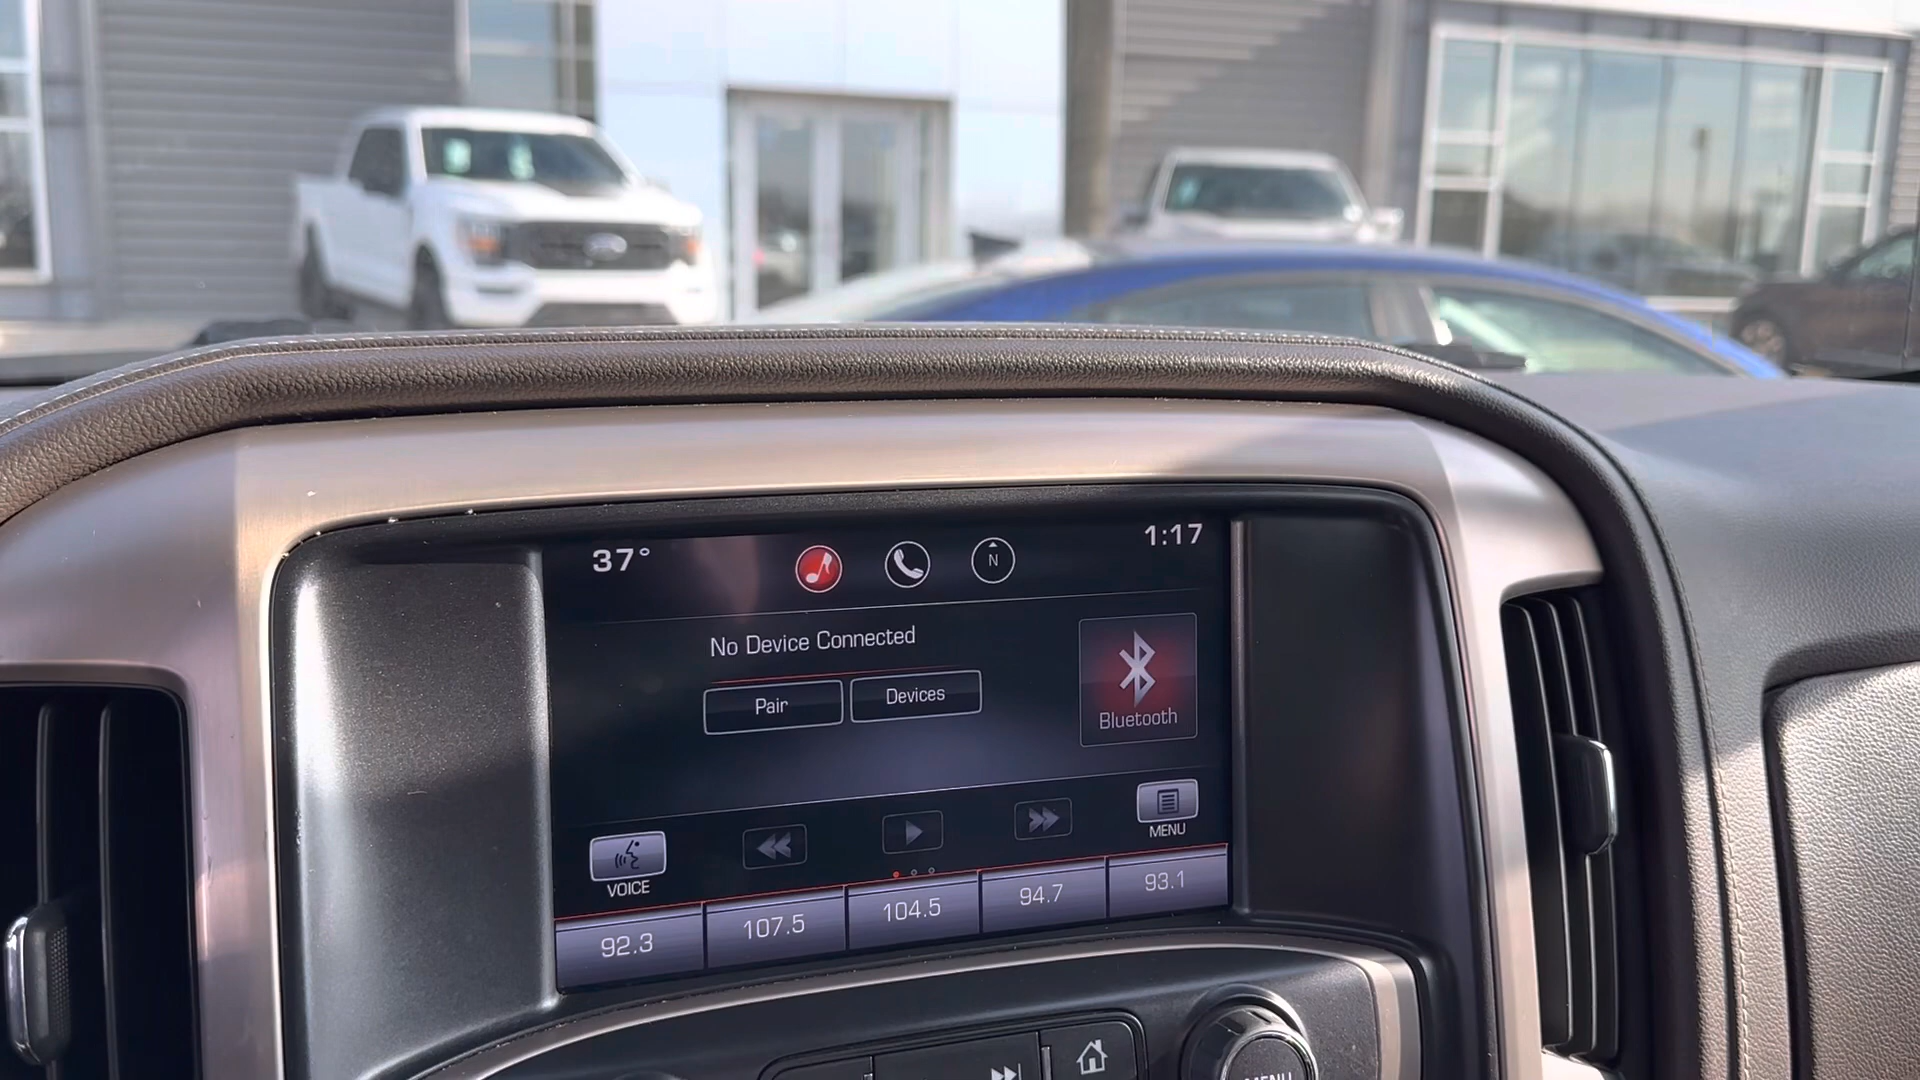 37°
N
1:17
No Device Connected
Pair
Devices
Bluetooth
VOICE
MENU
92.3
107.5
104.5
94.7
93.1
MENU